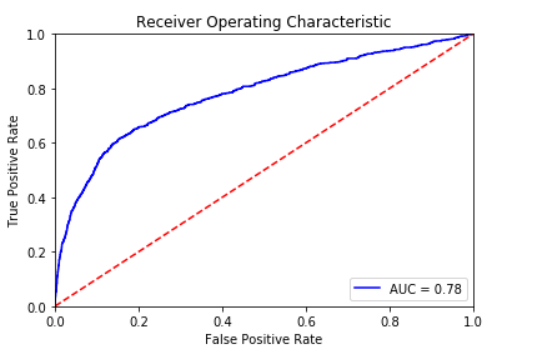 Receiver Operating Characteristic
1.0
0.8
0.6
0.4
0.2
0.0
True Positive Rate
AUC = 0.78
0.0 0.2 0.4 0.6 0.8 1.0
False Positive Rate